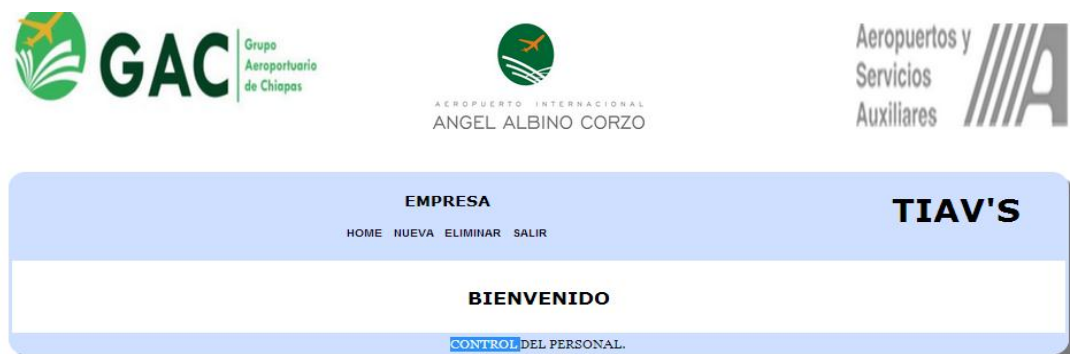 GAC
Grupo
Aeroportuario
de Chiapas
AEROPUERTO INTERNACIONAL
ANGEL ALBINO CORZO
Aeropuertos y
Servicios
Auxiliares
EMPRESA
TIAV'S
HOME NUEVA ELIMINAR SALIR
BIENVENIDO
CONTROL DEL PERSONAL.